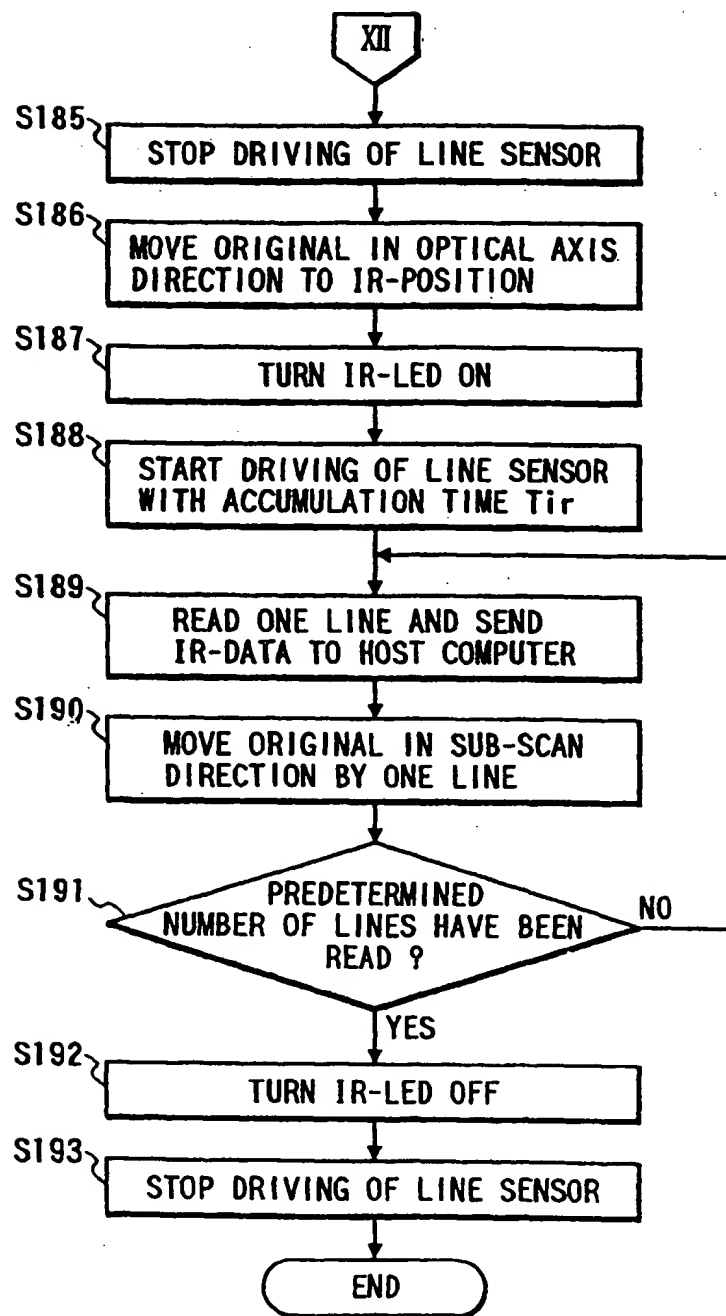 XII
S185
STOP DRIVING OF LINE SENSOR
S186
MOVE ORIGINAL IN OPTICAL AXIS
DIRECTION TO IR-POSITION
S187
TURN IR-LED ON
S188
START DRIVING OF LINE SENSOR
WITH ACCUMULATION TIME Tir
S189
READ ONE LINE AND SEND
IR-DATA TO HOST COMPUTER
S190
MOVE ORIGINAL IN SUB-SCAN
DIRECTION BY ONE LINE
S191
PREDETERMINED
NUMBER OF LINES HAVE BEEN
READ ?
NO
YES
S192
TURN IR-LED OFF
S193
STOP DRIVING OF LINE SENSOR
END